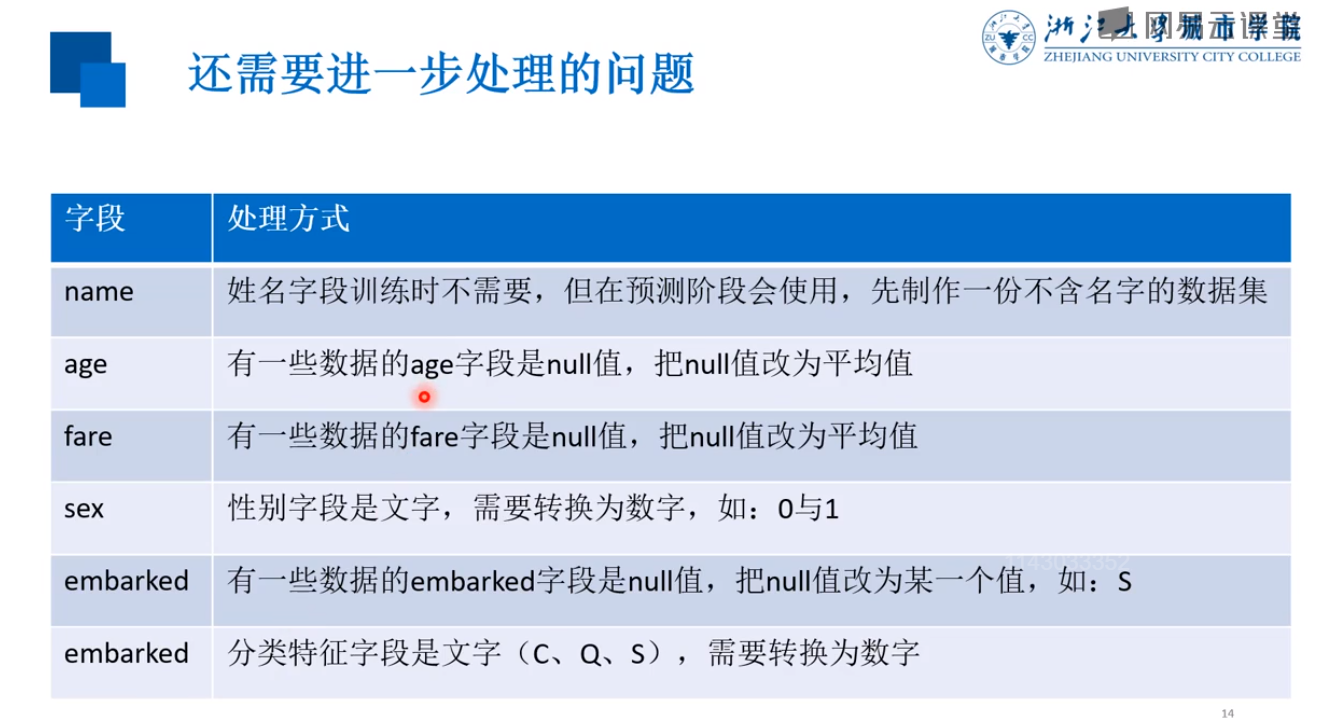 浙江大学城市学院
网易云课堂
ZHEJIANG UNIVERSITY CITY COLLEGE
还需要进一步处理的问题
字段 处理方式
name 姓名字段训练时不需要，但在预测阶段会使用，先制作一份不含名字的数据集
age 有一些数据的age字段是null值，把null值改为平均值
fare 有一些数据的fare字段是null值，把null值改为平均值
sex 性别字段是文字，需要转换为数字，如：0与1
1143033352
embarked 有一些数据的embarked字段是null值，把null值改为某一个值，如：S
embarked 分类特征字段是文字（C、Q、S），需要转换为数字
14